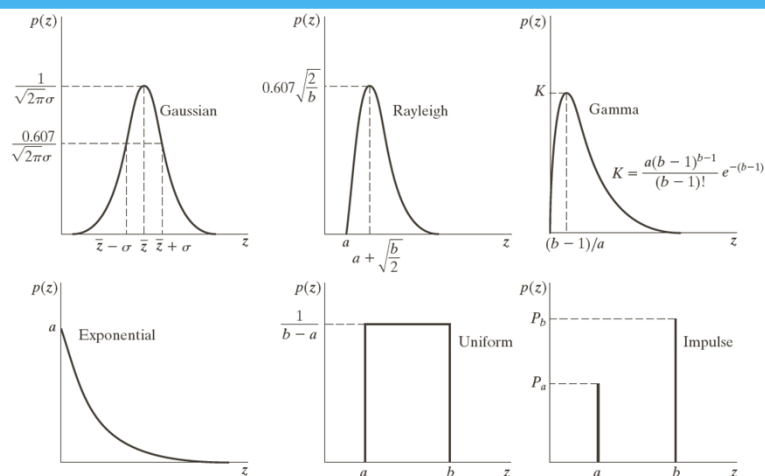 p(z)
1/√2πσ
0.607/√2πσ
Gaussian
z̄ − σ z̄ z̄ + σ z
p(z)
0.607√2/b
Rayleigh
a z
a + √b/2
p(z)
K
Gamma
K = a(b − 1)^{b−1}/(b − 1)! e^{−(b−1)}
(b − 1)/a z
p(z)
a
Exponential
z
p(z)
1/b − a
Uniform
a b z
p(z)
P_b
Impulse
P_a
a b z